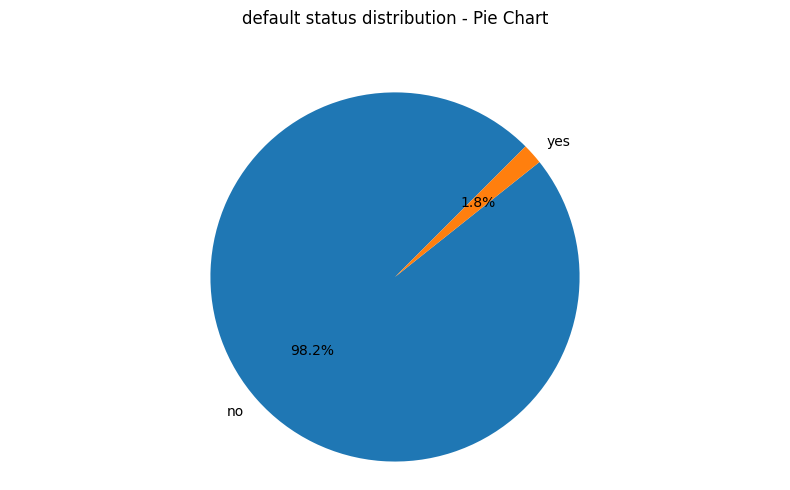 default status distribution - Pie Chart
yes
1.8%
98.2%
no